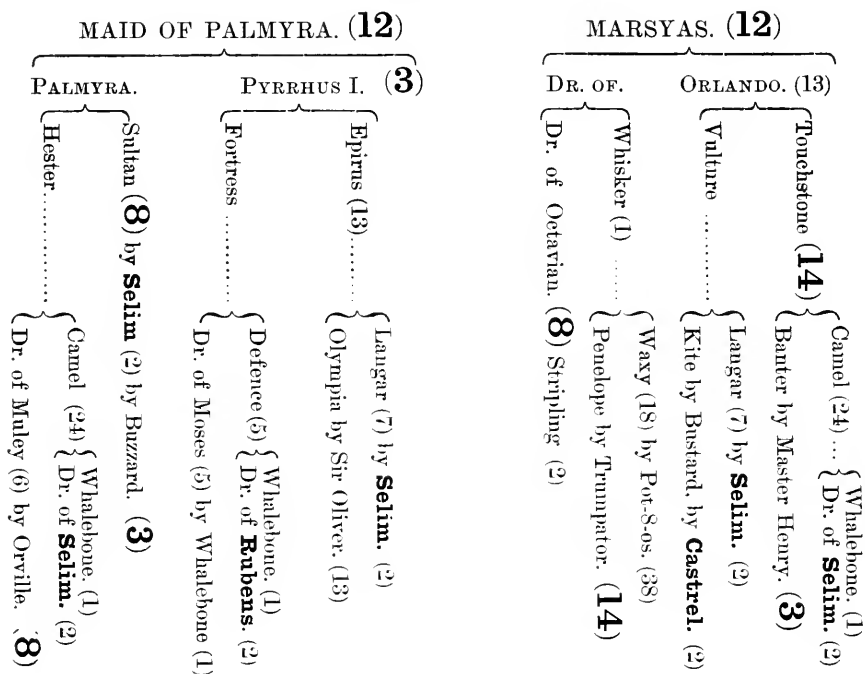 MAID OF PALMYRA. (12)
PALMYRA.
PYRRHUS I. (3)
Epirus (13)........
Langar (7) by Selim. (2)
Olympia by Sir Oliver. (13)
Fortress ............
Defence (5)
Whalebone. (1)
Dr. of Rubens. (2)
Dr. of Moses (5) by Whalebone (1)
Sultan (8) by Selim (2) by Buzzard. (3)
Hester...............
Camel (24)
Whalebone. (1)
Dr. of Selim. (2)
Dr. of Muley (6) by Orville. (8)
MARSYAS. (12)
DR. OF.
ORLANDO. (13)
Touchstone (14)
Camel (24) ...
Whalebone. (1)
Dr. of Selim. (2)
Banter by Master Henry. (3)
Vulture ............
Langar (7) by Selim. (2)
Kite by Bustard, by Castrel. (2)
Whisker (1) ......
Waxy (18) by Pot-8-os. (38)
Penelope by Trumpator. (14)
Dr. of Octavian. (8) Stripling (2)